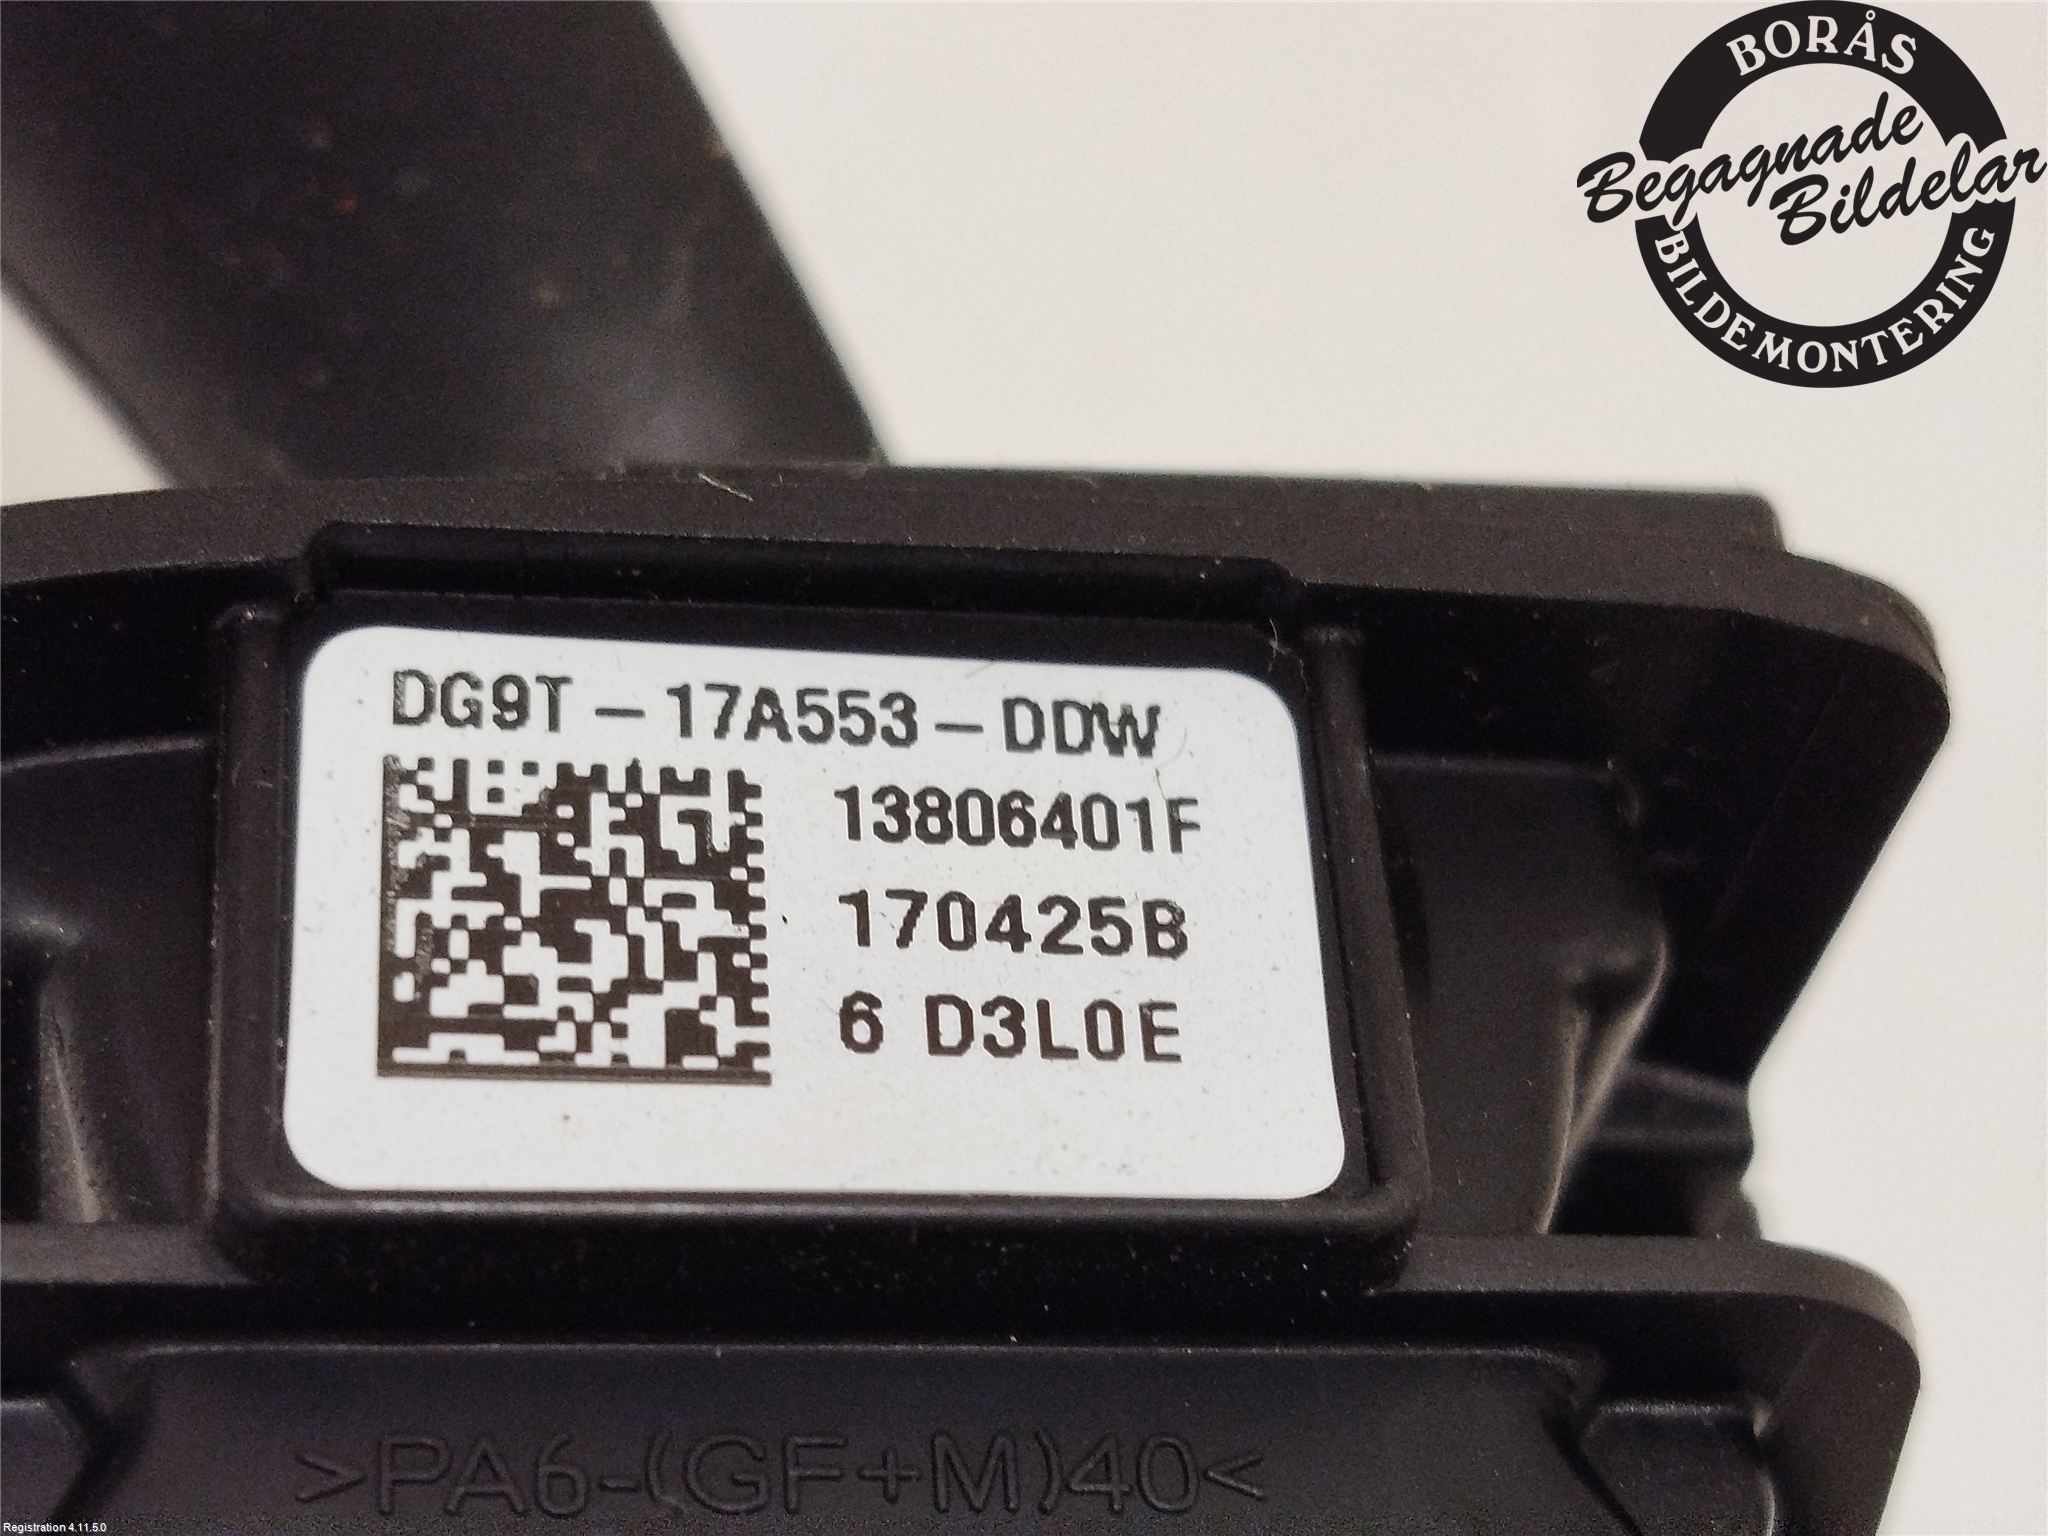 BORÅS
Begagnade
Bildelar
BILDEMONTERING
DG9T-17A553-DDW
13806401F
170425B
6 D3L0E
>PA6-(GF+M)40<
Registration 4.11.5.0